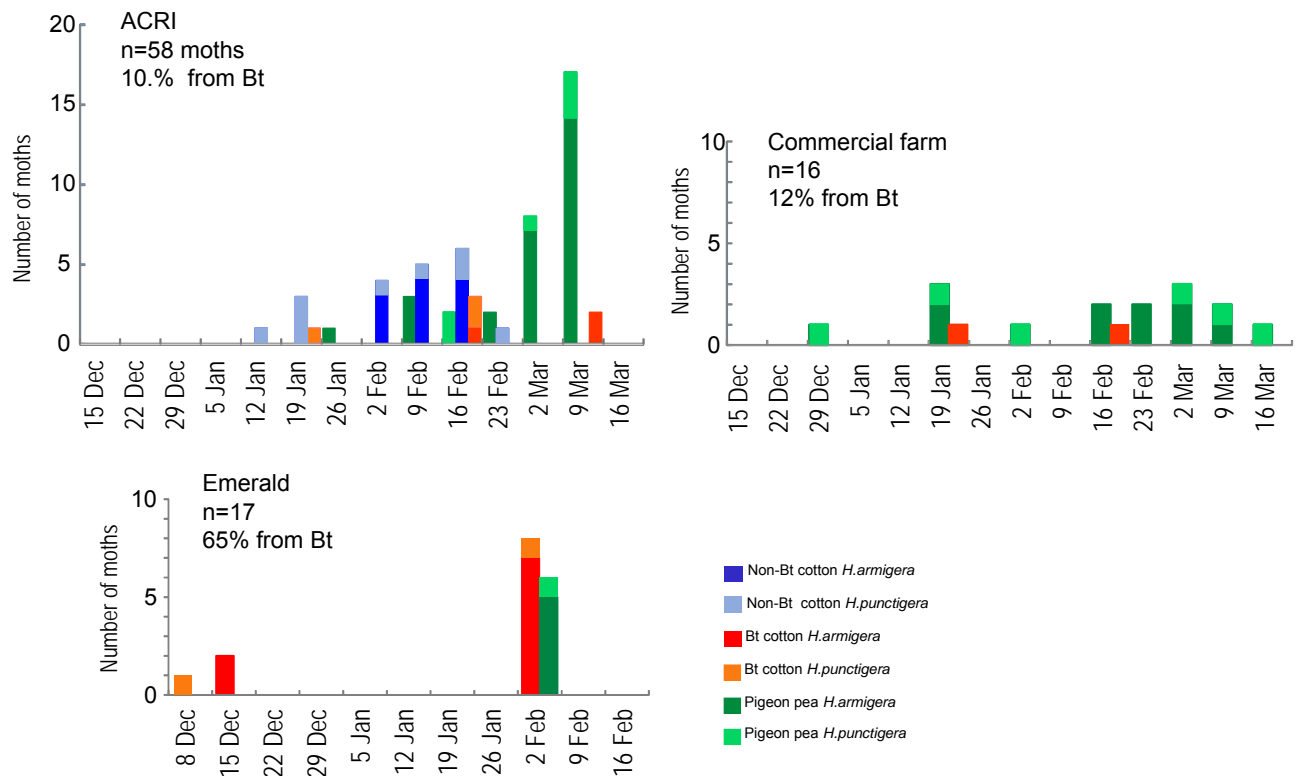 ACRI
n=58 moths
10.% from Bt
Number of moths
20
15
10
5
0
15 Dec
22 Dec
29 Dec
5 Jan
12 Jan
19 Jan
26 Jan
2 Feb
9 Feb
16 Feb
23 Feb
2 Mar
9 Mar
16 Mar
Commercial farm
n=16
12% from Bt
Number of moths
10
5
0
15 Dec
22 Dec
29 Dec
5 Jan
12 Jan
19 Jan
26 Jan
2 Feb
9 Feb
16 Feb
23 Feb
2 Mar
9 Mar
16 Mar
Emerald
n=17
65% from Bt
Number of moths
10
5
0
8 Dec
15 Dec
22 Dec
29 Dec
5 Jan
12 Jan
19 Jan
26 Jan
2 Feb
9 Feb
16 Feb
Non-Bt cotton H.armigera
Non-Bt cotton H.punctigera
Bt cotton H.armigera
Bt cotton H.punctigera
Pigeon pea H.armigera
Pigeon pea H.punctigera